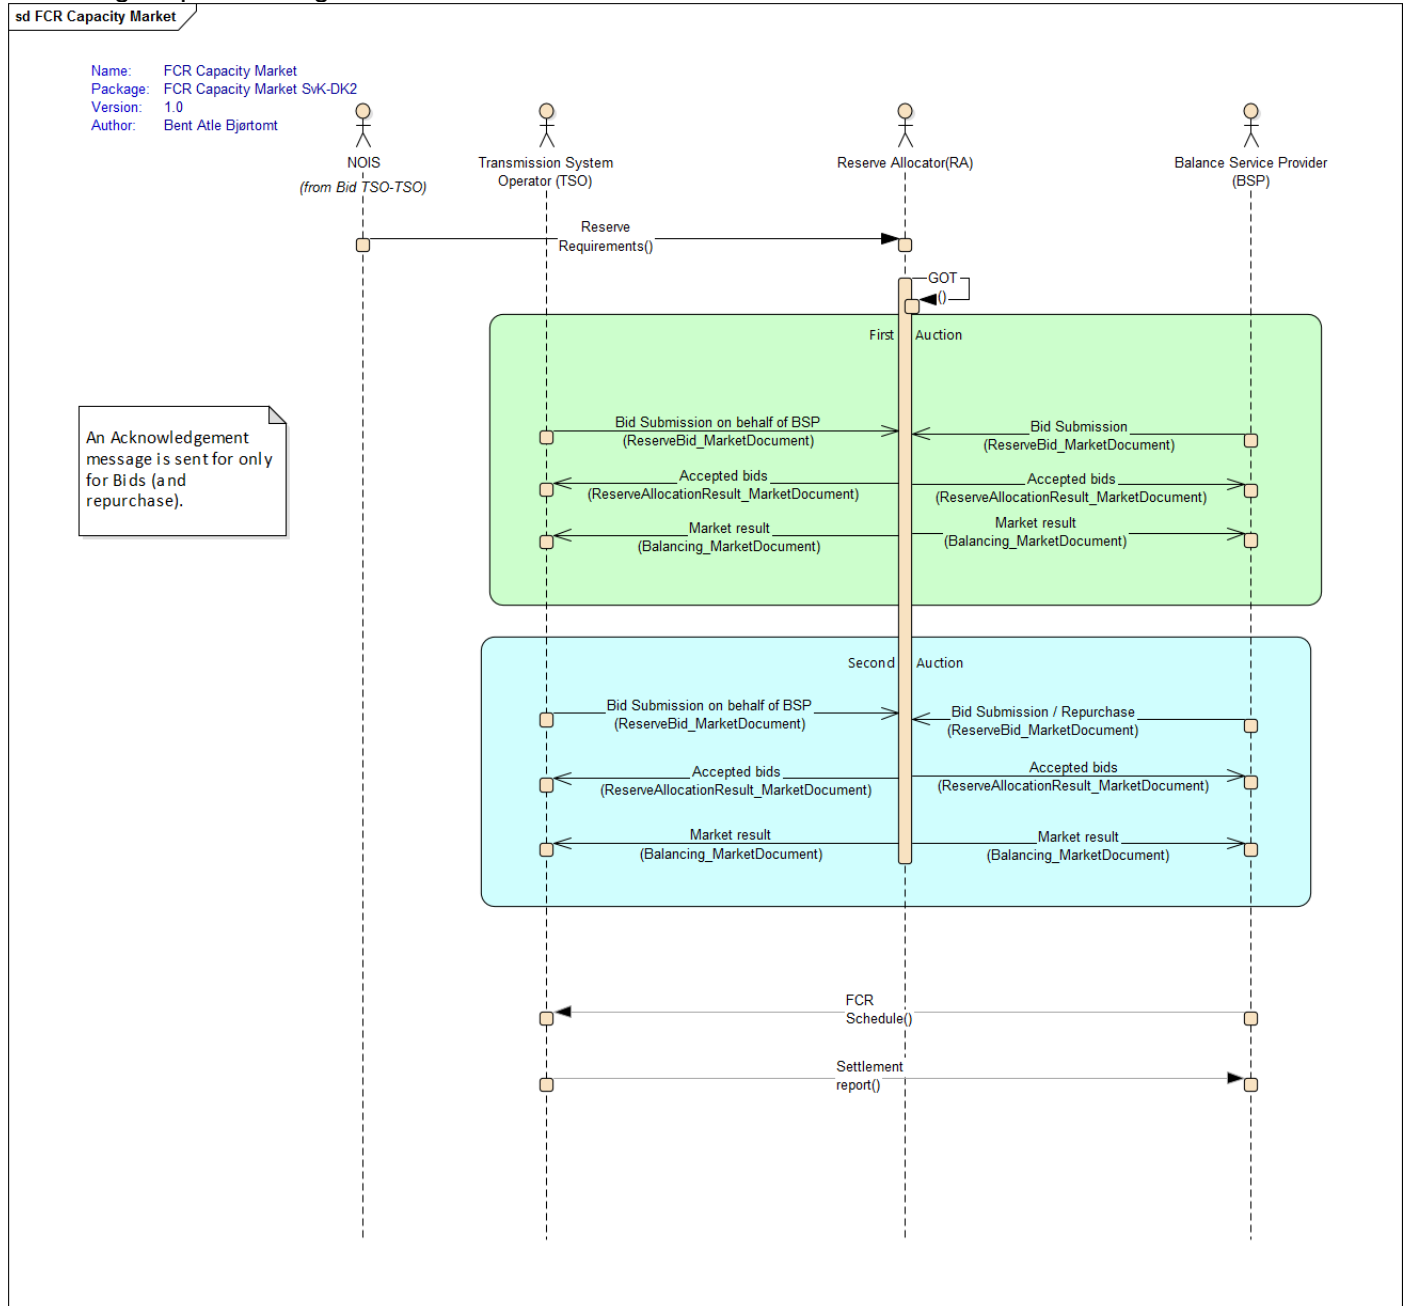 sd FCR Capacity Market
Name: FCR Capacity Market
Package: FCR Capacity Market SvK-DK2
Version: 1.0
Author: Bent Atle Bjørtomt
NOIS
(from Bid TSO-TSO)
Transmission System
Operator (TSO)
Reserve Allocator(RA)
Balance Service Provider
(BSP)
Reserve
Requirements()
GOT
()
First Auction
An Acknowledgement
message is sent for only
for Bids (and
repurchase).
Bid Submission on behalf of BSP
(ReserveBid_MarketDocument)
Bid Submission
(ReserveBid_MarketDocument)
Accepted bids
(ReserveAllocationResult_MarketDocument)
Accepted bids
(ReserveAllocationResult_MarketDocument)
Market result
(Balancing_MarketDocument)
Market result
(Balancing_MarketDocument)
Second Auction
Bid Submission on behalf of BSP
(ReserveBid_MarketDocument)
Bid Submission / Repurchase
(ReserveBid_MarketDocument)
Accepted bids
(ReserveAllocationResult_MarketDocument)
Accepted bids
(ReserveAllocationResult_MarketDocument)
Market result
(Balancing_MarketDocument)
Market result
(Balancing_MarketDocument)
FCR
Schedule()
Settlement
report()